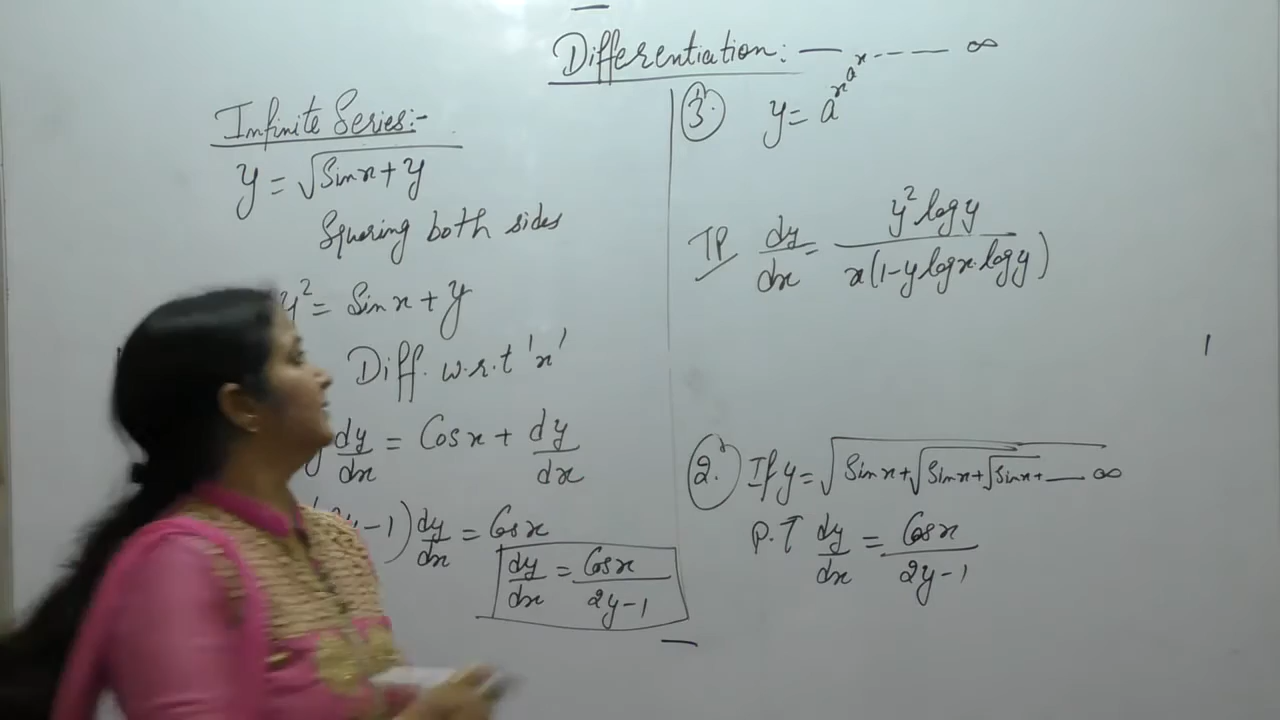 Differentiation:-
Infinite Series:-
y = √(Sin x + y)
Squaring both sides
y² = Sin x + y
Diff. w.r.t 'x'
y dy/dx = Cos x + dy/dx
y - 1) dy/dx = Cos x
dy/dx = Cos x / 2y - 1
3. y = a^x^a^x ---- ∞
TP dy/dx = y² log y / x(1 - y log x · log y)
2. If y = √Sin x + √Sin x + √Sin x + — ∞
P.T dy/dx = Cos x / 2y - 1